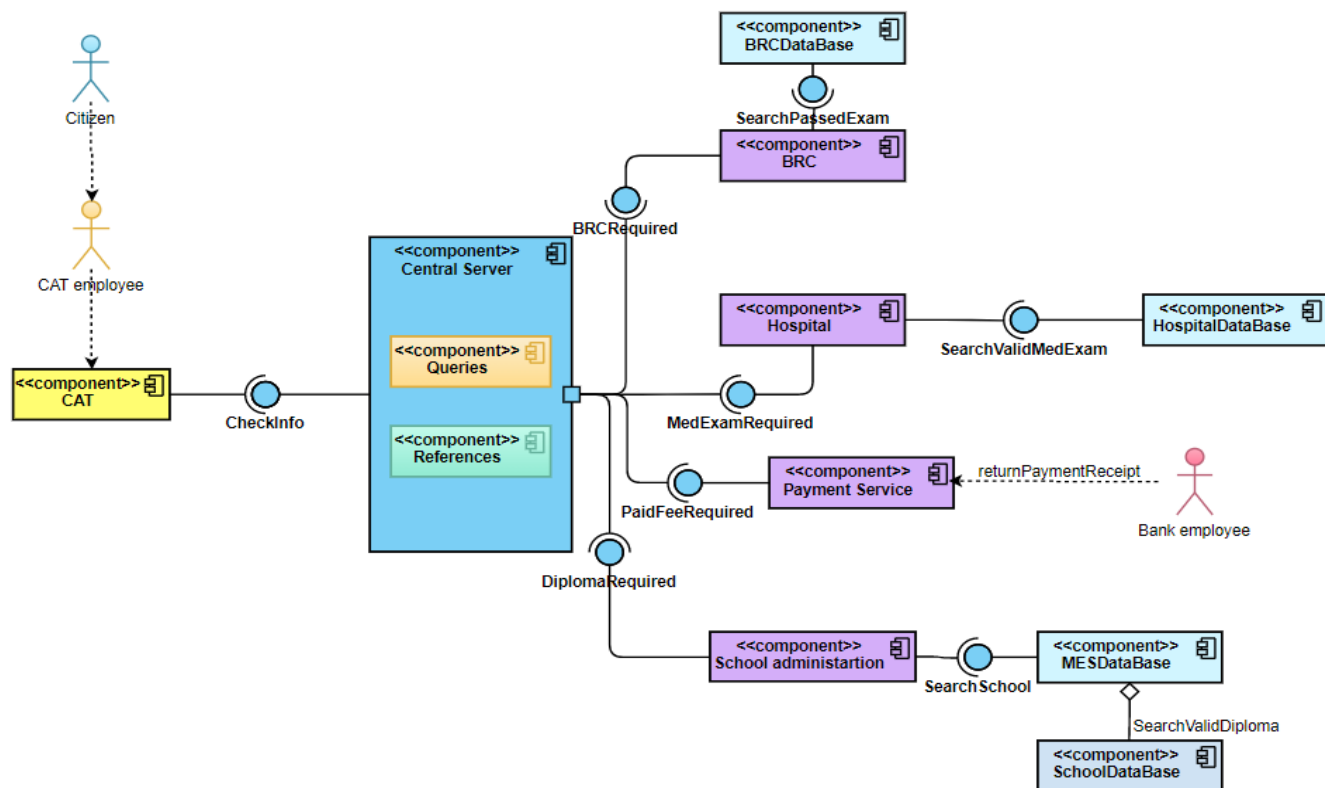 <<component>>
BRCDataBase
Citizen
SearchPassedExam
<<component>>
BRC
BRCRequired
CAT employee
<<component>>
Central Server
<<component>>
Hospital
<<component>>
HospitalDataBase
SearchValidMedExam
<<component>>
Queries
<<component>>
CAT
CheckInfo
MedExamRequired
<<component>>
References
<<component>>
Payment Service
returnPaymentReceipt
PaidFeeRequired
Bank employee
DiplomaRequired
<<component>>
School administartion
<<component>>
MESDataBase
SearchSchool
SearchValidDiploma
<<component>>
SchoolDataBase